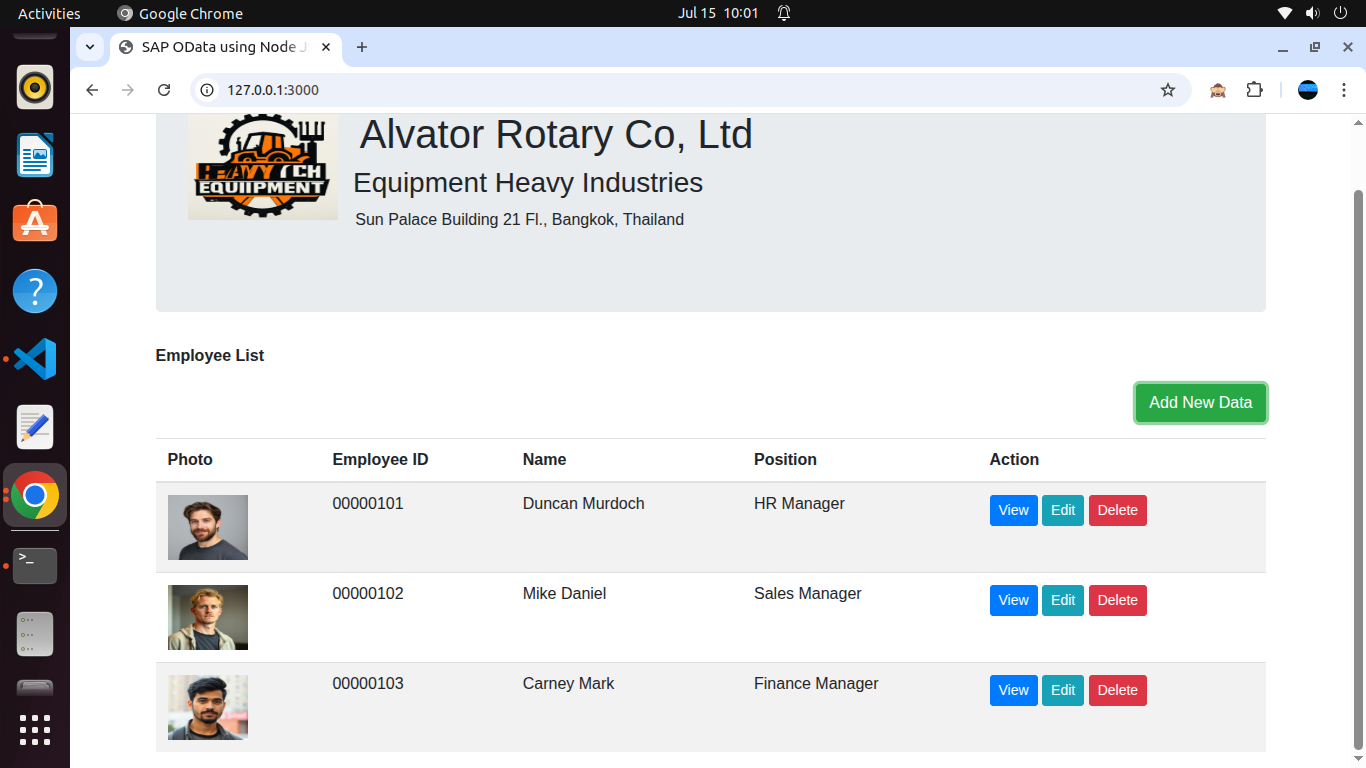 Activities Google Chrome Jul 15 10:01
SAP OData using Node J
127.0.0.1:3000
HEAVY TCH
EQUIIPMENT
Alvator Rotary Co, Ltd
Equipment Heavy Industries
Sun Palace Building 21 Fl., Bangkok, Thailand
Employee List
Add New Data
Photo Employee ID Name Position Action
00000101 Duncan Murdoch HR Manager View Edit Delete
00000102 Mike Daniel Sales Manager View Edit Delete
00000103 Carney Mark Finance Manager View Edit Delete